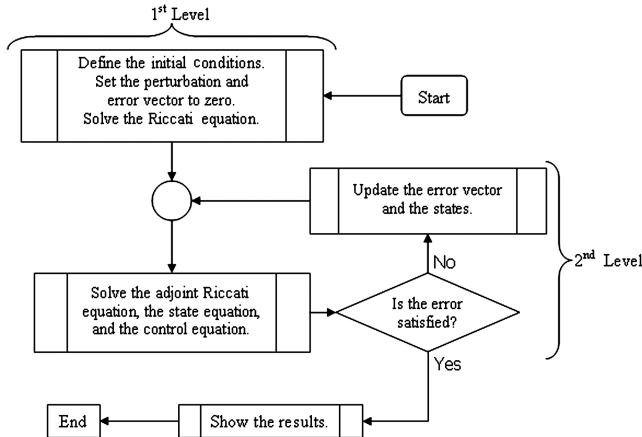 1st Level
Define the initial conditions.
Set the perturbation and
error vector to zero.
Solve the Riccati equation.
Start
Update the error vector
and the states.
2nd Level
No
Solve the adjoint Riccati
equation, the state equation,
and the control equation.
Is the error
satisfied?
Yes
End
Show the results.